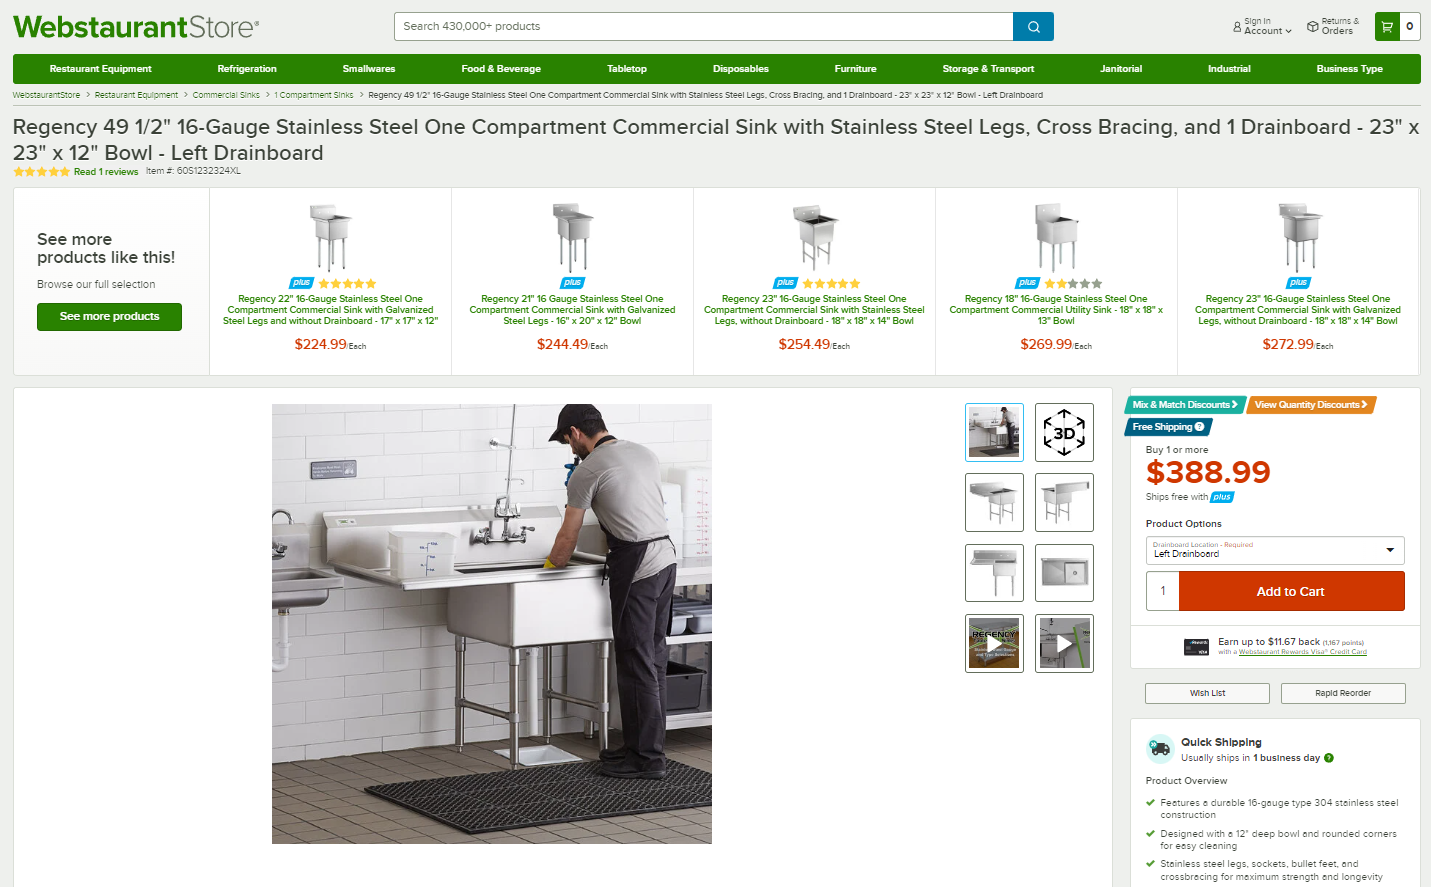 WebstaurantStore®
Search 430,000+ products
Sign In
Account
Returns &
Orders
0
Restaurant Equipment
Refrigeration
Smallwares
Food & Beverage
Tabletop
Disposables
Furniture
Storage & Transport
Janitorial
Industrial
Business Type
WebstaurantStore > Restaurant Equipment > Commercial Sinks > 1 Compartment Sinks > Regency 49 1/2" 16-Gauge Stainless Steel One Compartment Commercial Sink with Stainless Steel Legs, Cross Bracing, and 1 Drainboard - 23" x 23" x 12" Bowl - Left Drainboard
Regency 49 1/2" 16-Gauge Stainless Steel One Compartment Commercial Sink with Stainless Steel Legs, Cross Bracing, and 1 Drainboard - 23" x
23" x 12" Bowl - Left Drainboard
Read 1 reviews Item #: 60S1232324XL
See more
products like this!
Browse our full selection
See more products
plus
Regency 22" 16-Gauge Stainless Steel One
Compartment Commercial Sink with Galvanized
Steel Legs and without Drainboard - 17" x 17" x 12"
$224.99/Each
plus
Regency 21" 16 Gauge Stainless Steel One
Compartment Commercial Sink with Galvanized
Steel Legs - 16" x 20" x 12" Bowl
$244.49/Each
plus
Regency 23" 16-Gauge Stainless Steel One
Compartment Commercial Sink with Stainless Steel
Legs, without Drainboard - 18" x 18" x 14" Bowl
$254.49/Each
plus
Regency 18" 16-Gauge Stainless Steel One
Compartment Commercial Utility Sink - 18" x 18" x
13" Bowl
$269.99/Each
plus
Regency 23" 16-Gauge Stainless Steel One
Compartment Commercial Sink with Galvanized
Legs, without Drainboard - 18" x 18" x 14" Bowl
$272.99/Each
3D
REGENCY
Mix & Match Discounts
View Quantity Discounts
Free Shipping
Buy 1 or more
$388.99
Ships free with plus
Product Options
Drainboard Location - Required
Left Drainboard
1
Add to Cart
Earn up to $11.67 back (1,167 points)
with a Webstaurant Rewards Visa® Credit Card
Wish List
Rapid Reorder
Quick Shipping
Usually ships in 1 business day
Product Overview
Features a durable 16-gauge type 304 stainless steel
construction
Designed with a 12" deep bowl and rounded corners
for easy cleaning
Stainless steel legs, sockets, bullet feet, and
crossbracing for maximum strength and longevity